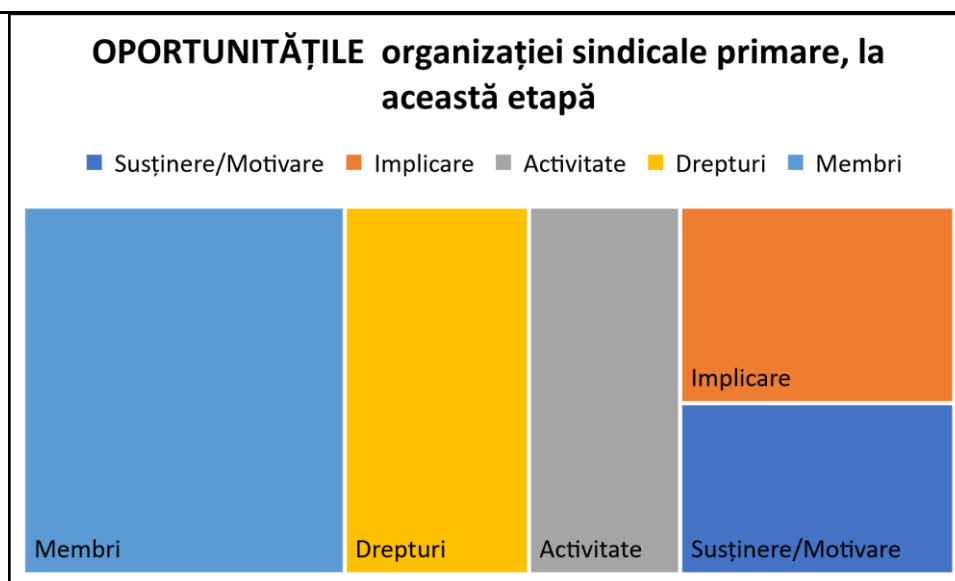 OPORTUNITĂȚILE organizației sindicale primare, la
această etapă
Susținere/Motivare Implicare Activitate Drepturi Membri
Implicare
Membri Drepturi Activitate Susținere/Motivare